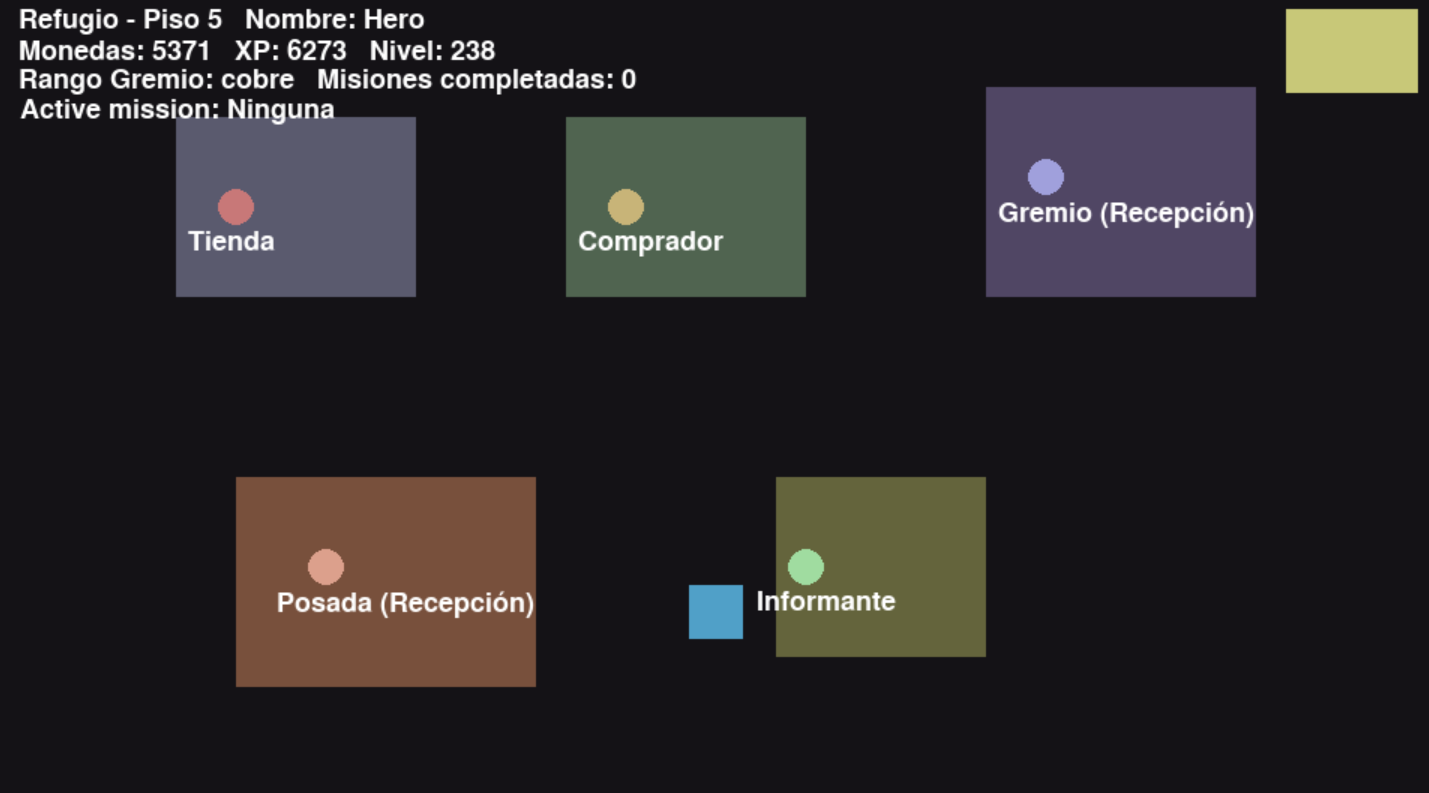 Refugio - Piso 5   Nombre: Hero
Monedas: 5371   XP: 6273   Nivel: 238
Rango Gremio: cobre   Misiones completadas: 0
Active mission: Ninguna
Gremio (Recepción)
Tienda
Comprador
Posada (Recepción)
Informante